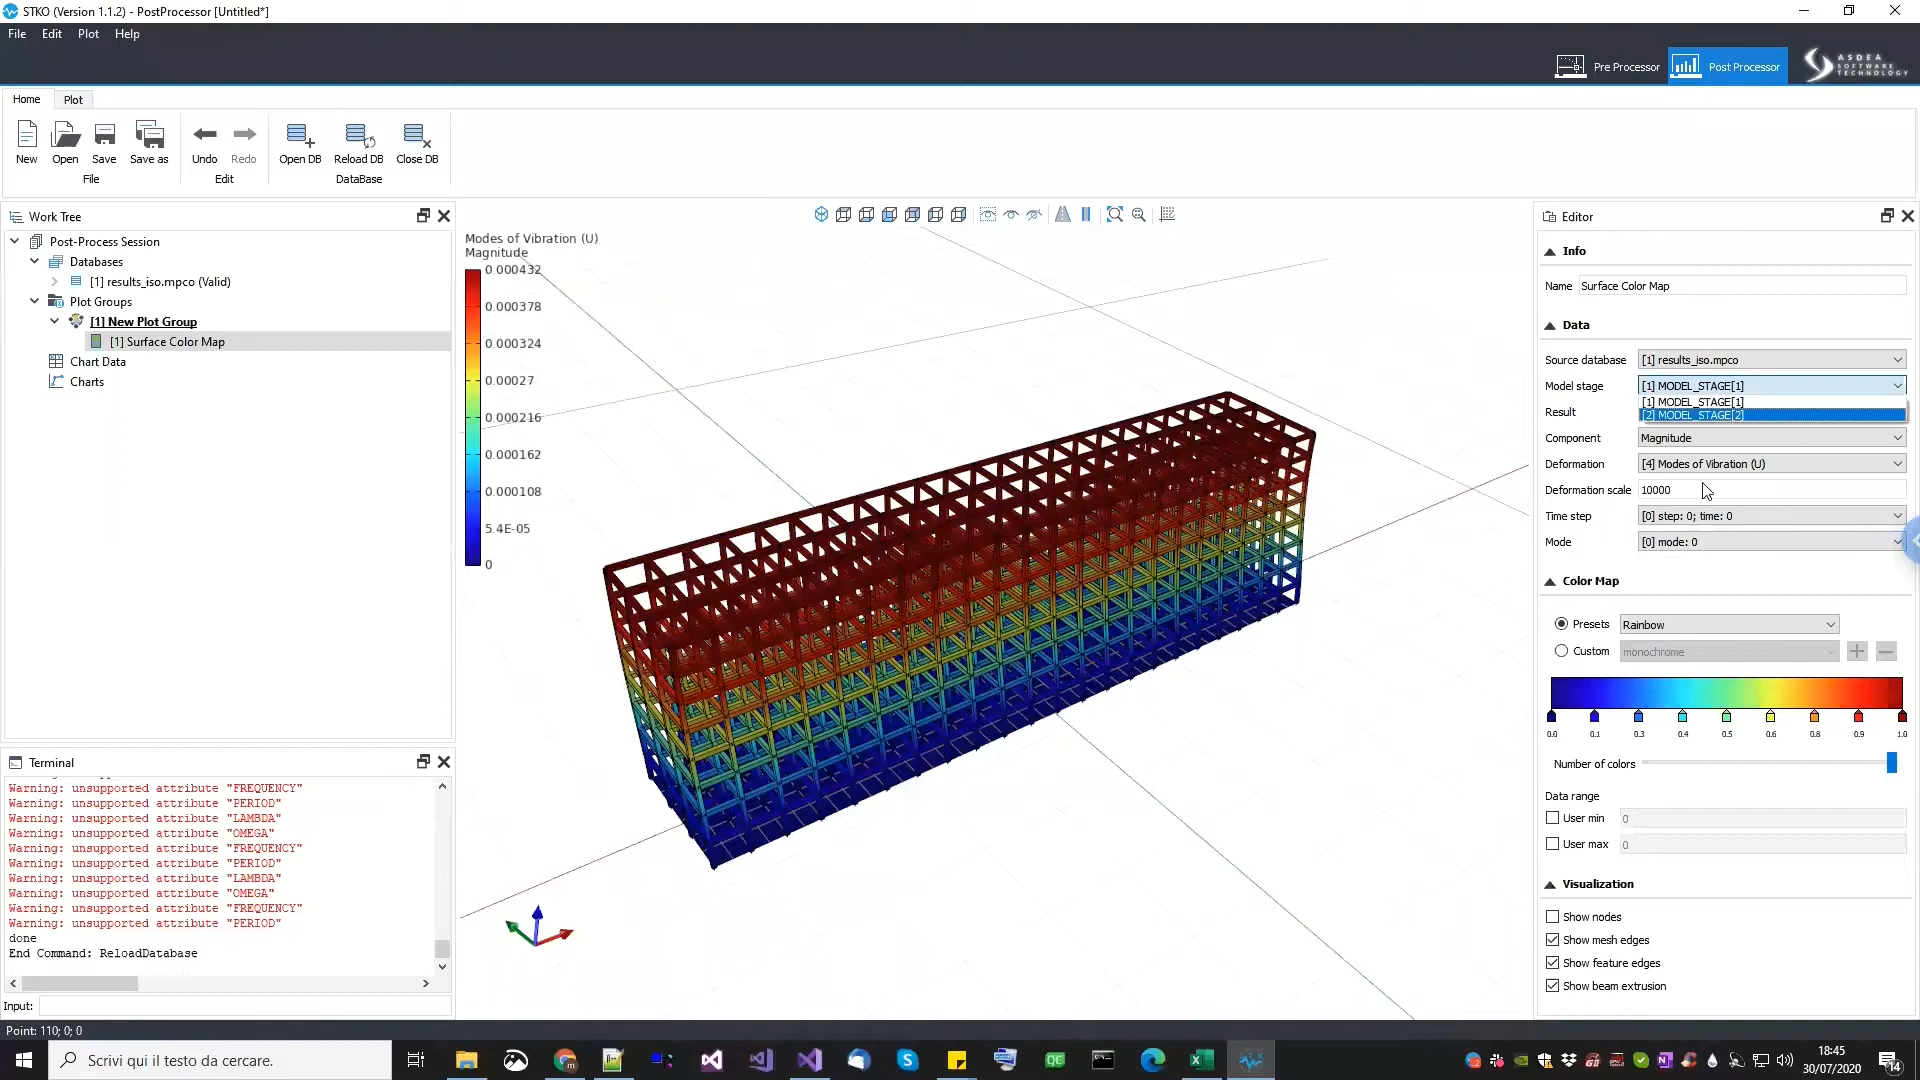 STKO (Version 1.1.2) - PostProcessor [Untitled*]
File Edit Plot Help
Pre Processor
Post Processor
ASDEA
SOFTWARE
TECHNOLOGY
Home Plot
New Open Save Save as Undo Redo Open DB Reload DB Close DB
File Edit DataBase
Work Tree
Post-Process Session
Databases
[1] results_iso.mpco (Valid)
Plot Groups
[1] New Plot Group
[1] Surface Color Map
Chart Data
Charts
Terminal
Warning: unsupported attribute "FREQUENCY"
Warning: unsupported attribute "PERIOD"
Warning: unsupported attribute "LAMBDA"
Warning: unsupported attribute "OMEGA"
Warning: unsupported attribute "FREQUENCY"
Warning: unsupported attribute "PERIOD"
Warning: unsupported attribute "LAMBDA"
Warning: unsupported attribute "OMEGA"
Warning: unsupported attribute "FREQUENCY"
Warning: unsupported attribute "PERIOD"
done
End Command: ReloadDatabase
Input:
Modes of Vibration (U)
Magnitude
0.000432
0.000378
0.000324
0.00027
0.000216
0.000162
0.000108
5.4E-05
0
Editor
Info
Name Surface Color Map
Data
Source database [1] results_iso.mpco
Model stage [1] MODEL_STAGE[1]
[1] MODEL_STAGE[1]
Result [2] MODEL_STAGE[2]
Component Magnitude
Deformation [4] Modes of Vibration (U)
Deformation scale 10000
Time step [0] step: 0; time: 0
Mode [0] mode: 0
Color Map
Presets Rainbow
Custom monochrome
0.0 0.1 0.3 0.4 0.5 0.6 0.8 0.9 1.0
Number of colors
Data range
User min 0
User max 0
Visualization
Show nodes
Show mesh edges
Show feature edges
Show beam extrusion
Point: 110; 0; 0
Scrivi qui il testo da cercare.
18:45
30/07/2020
14